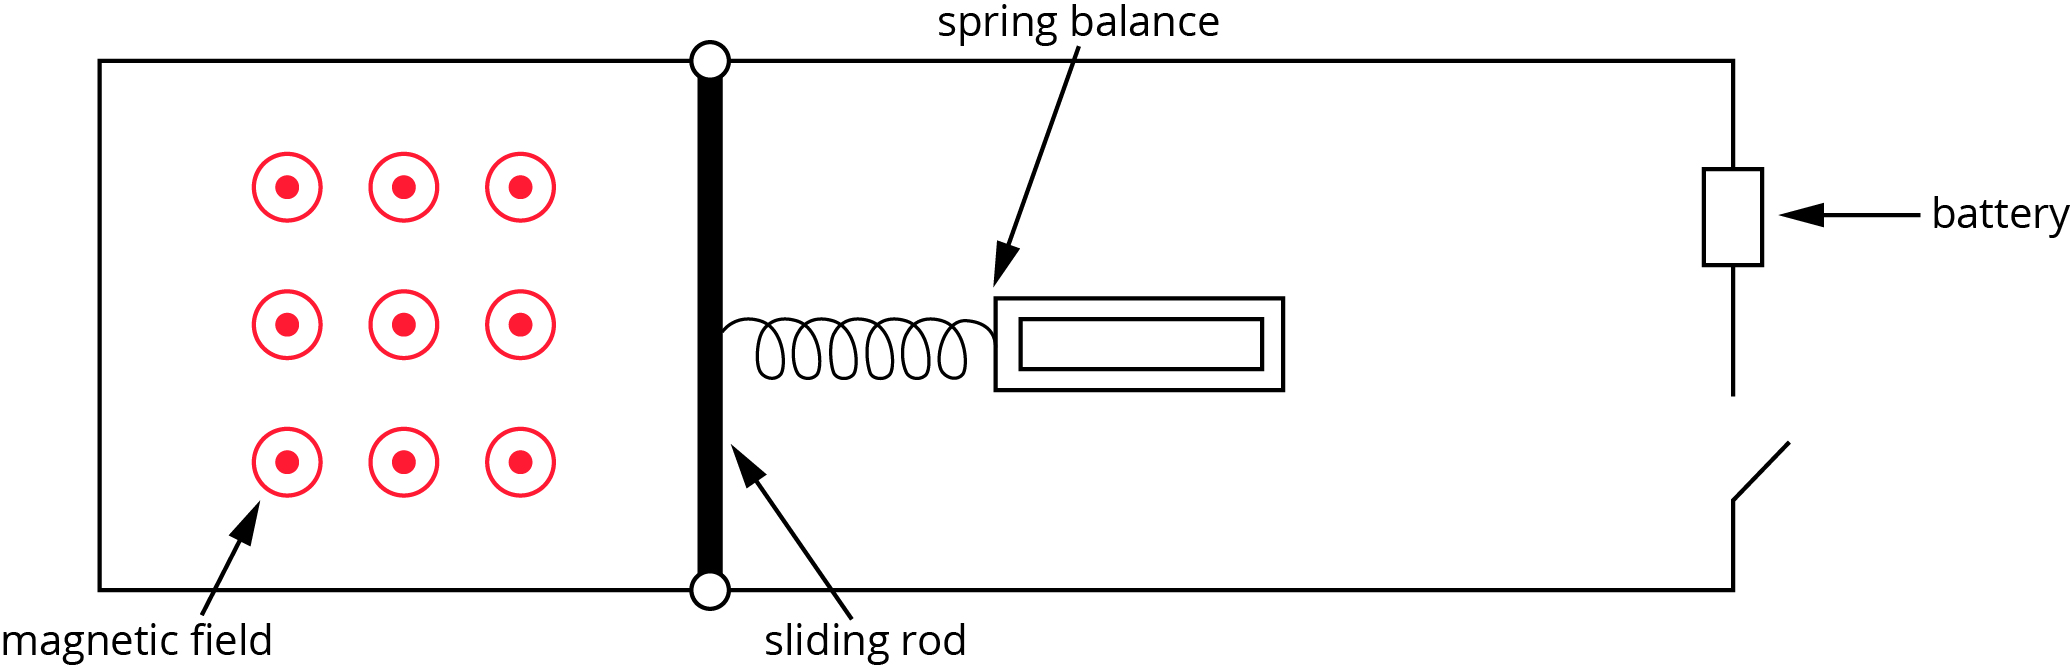 spring balance
battery
magnetic field
sliding rod